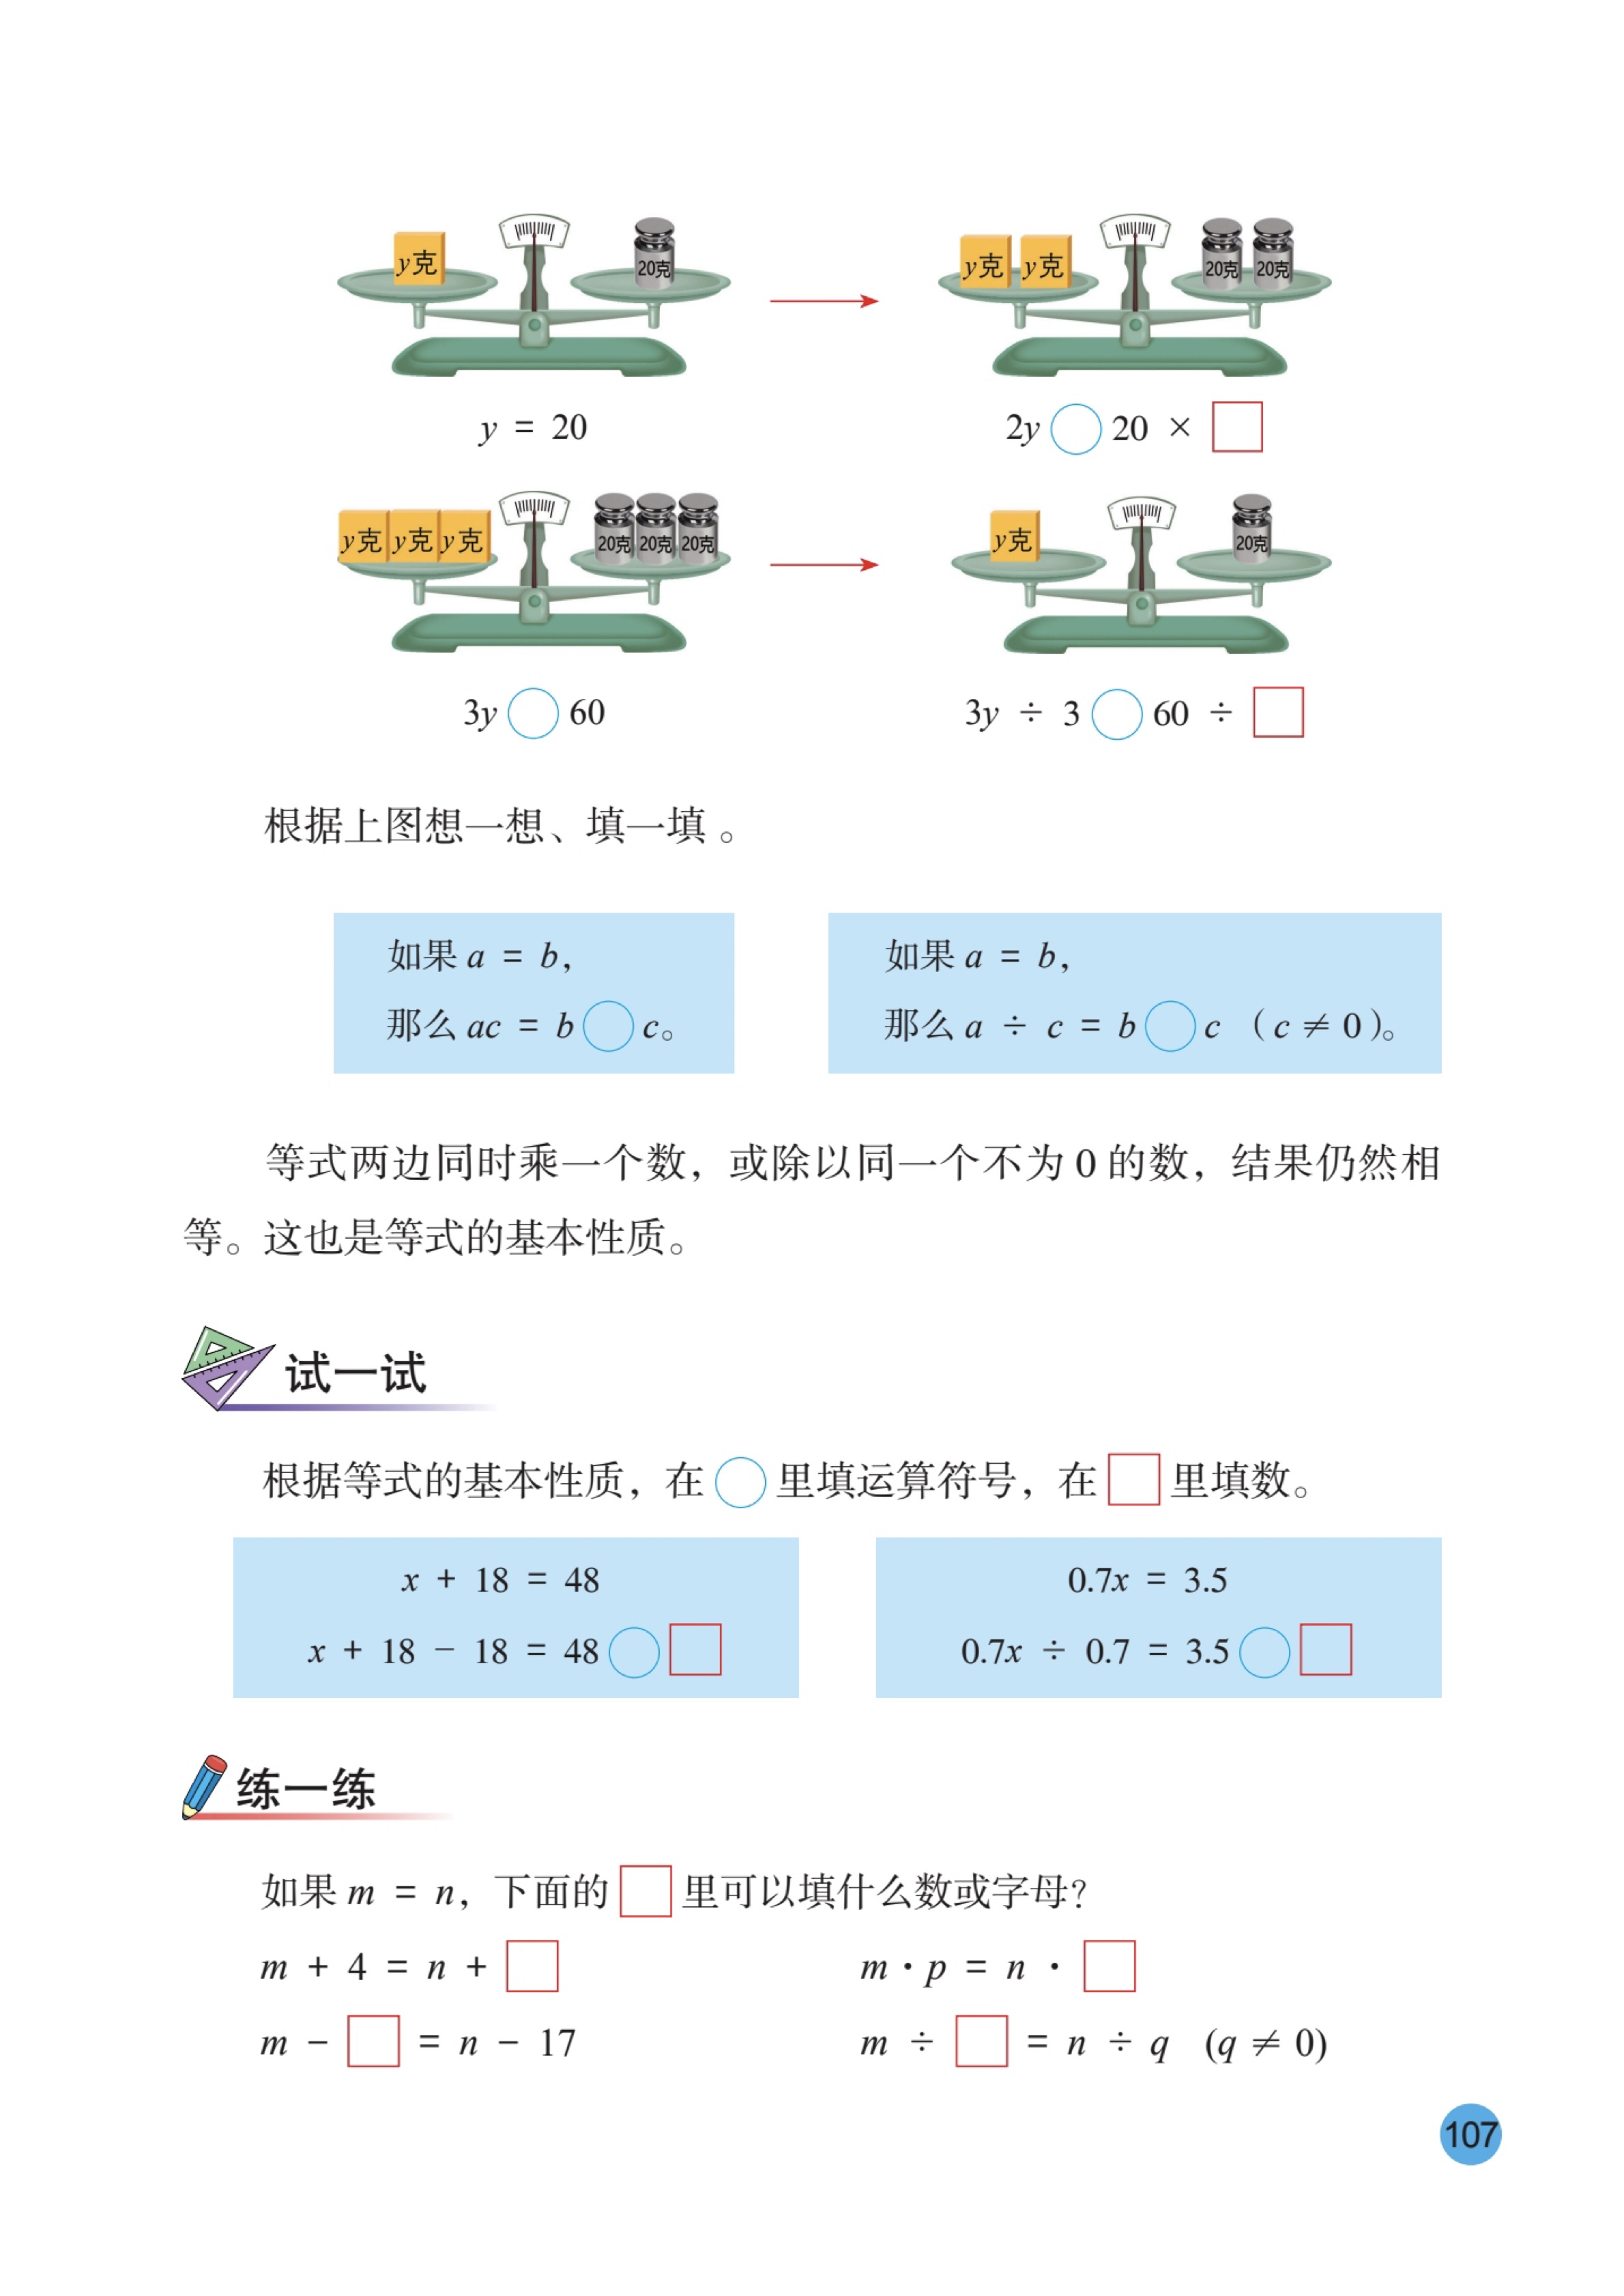 y克 20克 y克 y克 20克 20克
y = 20 2y ○ 20 × □
y克 y克 y克 20克 20克 20克 y克 20克
3y ○ 60 3y ÷ 3 ○ 60 ÷ □
根据上图想一想、填一填。
如果 a = b，
那么 ac = b ○ c。
如果 a = b，
那么 a ÷ c = b ○ c （c ≠ 0）。
等式两边同时乘一个数，或除以同一个不为 0 的数，结果仍然相
等。这也是等式的基本性质。
试一试
根据等式的基本性质，在 ○ 里填运算符号，在 □ 里填数。
x + 18 = 48
x + 18 − 18 = 48 ○ □
0.7x = 3.5
0.7x ÷ 0.7 = 3.5 ○ □
练一练
如果 m = n，下面的 □ 里可以填什么数或字母？
m + 4 = n + □ m · p = n · □
m − □ = n − 17 m ÷ □ = n ÷ q (q ≠ 0)
107